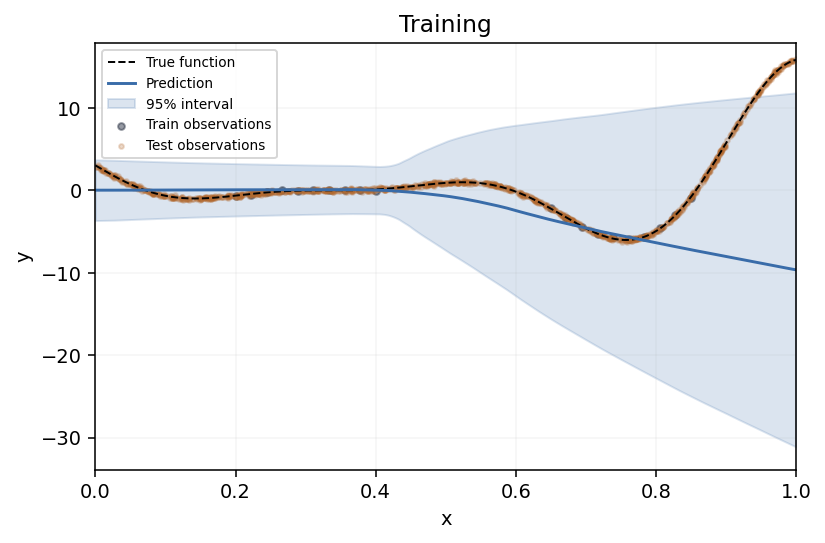 Training
True function
Prediction
95% interval
Train observations
Test observations
10
0
−10
−20
−30
y
0.0 0.2 0.4 0.6 0.8 1.0
x